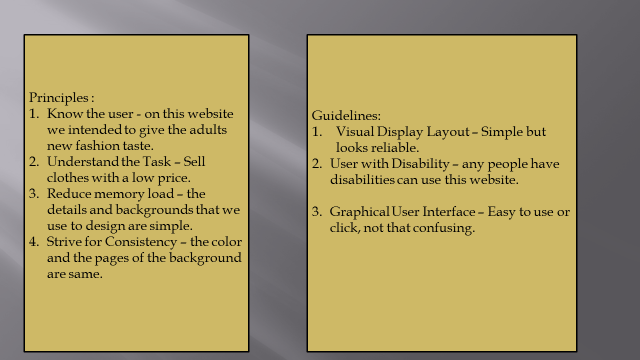 Principles :
1. Know the user - on this website
we intended to give the adults
new fashion taste.
2. Understand the Task – Sell
clothes with a low price.
3. Reduce memory load – the
details and backgrounds that we
use to design are simple.
4. Strive for Consistency – the color
and the pages of the background
are same.
Guidelines:
1. Visual Display Layout – Simple but
looks reliable.
2. User with Disability – any people have
disabilities can use this website.
3. Graphical User Interface – Easy to use or
click, not that confusing.